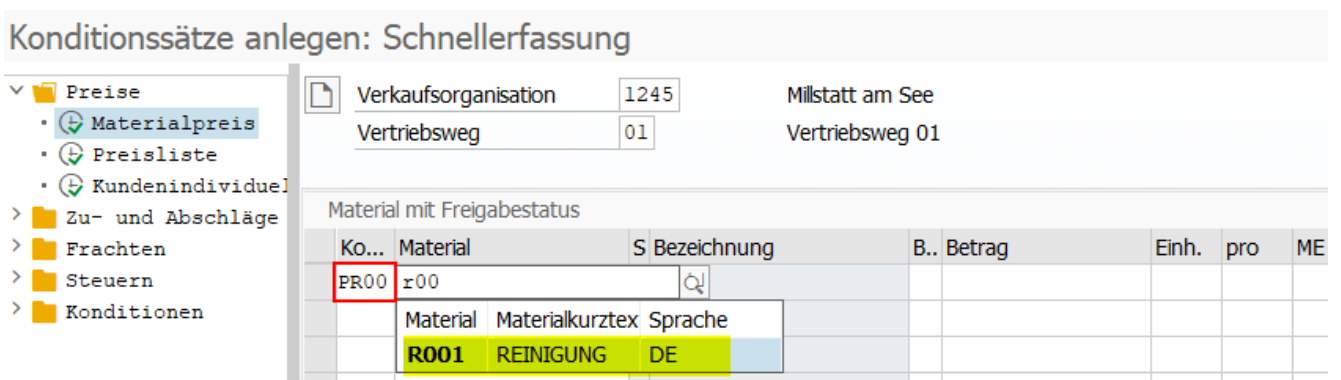 Konditionssätze anlegen: Schnellerfassung
Preise
Materialpreis
Preisliste
Kundenindividuel
Zu- und Abschläge
Frachten
Steuern
Konditionen
Verkaufsorganisation 1245 Millstatt am See
Vertriebsweg 01 Vertriebsweg 01
Material mit Freigabestatus
Ko... Material S Bezeichnung B.. Betrag Einh. pro ME
PR00 r00
Material Materialkurztex Sprache
R001 REINIGUNG DE